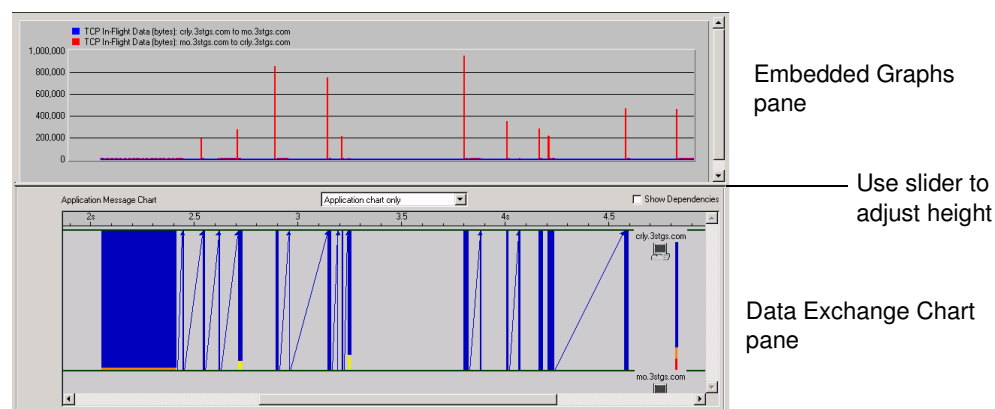 TCP In-Flight Data (bytes): crly.3stgs.com to mo.3stgs.com
TCP In-Flight Data (bytes): mo.3stgs.com to crly.3stgs.com
1,000,000
800,000
600,000
400,000
200,000
0
Embedded Graphs
pane
Use slider to
adjust height
Application Message Chart
Application chart only
Show Dependencies
2s
2.5
3
3.5
4s
4.5
crly.3stgs.com
Data Exchange Chart
pane
mo.3stgs.com